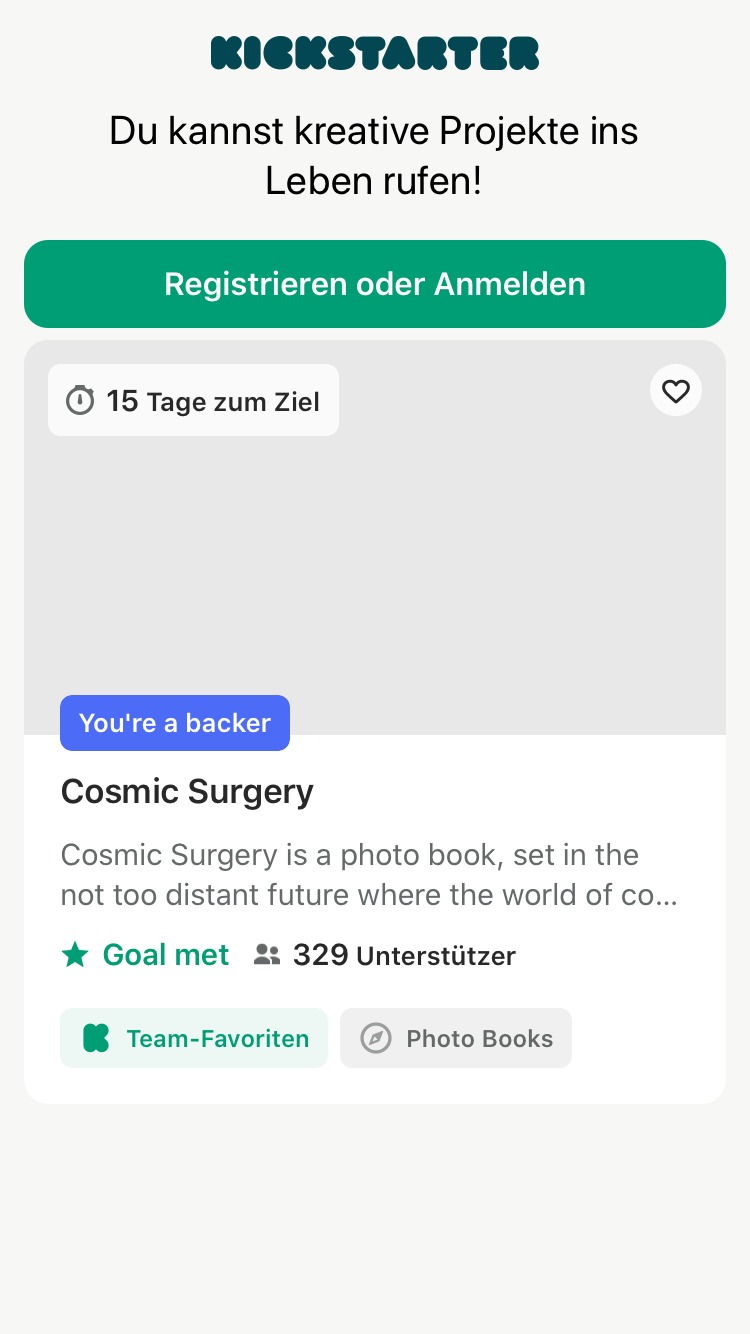 KICKSTARTER
Du kannst kreative Projekte ins
Leben rufen!
Registrieren oder Anmelden
15 Tage zum Ziel
You're a backer
Cosmic Surgery
Cosmic Surgery is a photo book, set in the
not too distant future where the world of co...
Goal met 329 Unterstützer
Team-Favoriten Photo Books